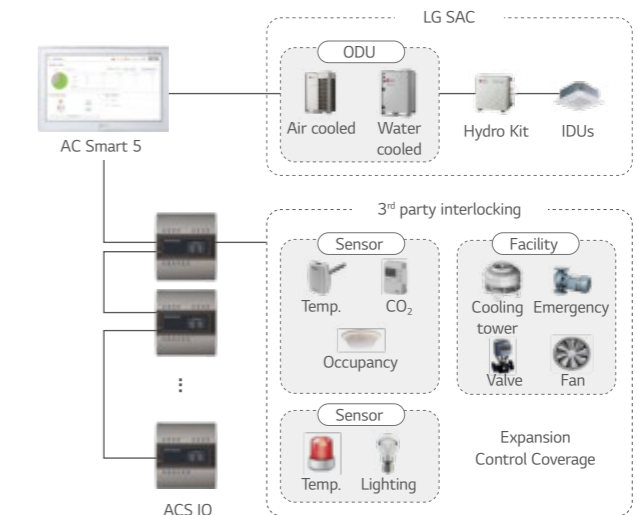 LG SAC
ODU
Air cooled
Water
cooled
Hydro Kit
IDUs
AC Smart 5
3rd party interlocking
Sensor
Temp.
CO2
Occupancy
Facility
Cooling
tower
Emergency
Valve
Fan
Sensor
Temp.
Lighting
Expansion
Control Coverage
⋮
ACS IO